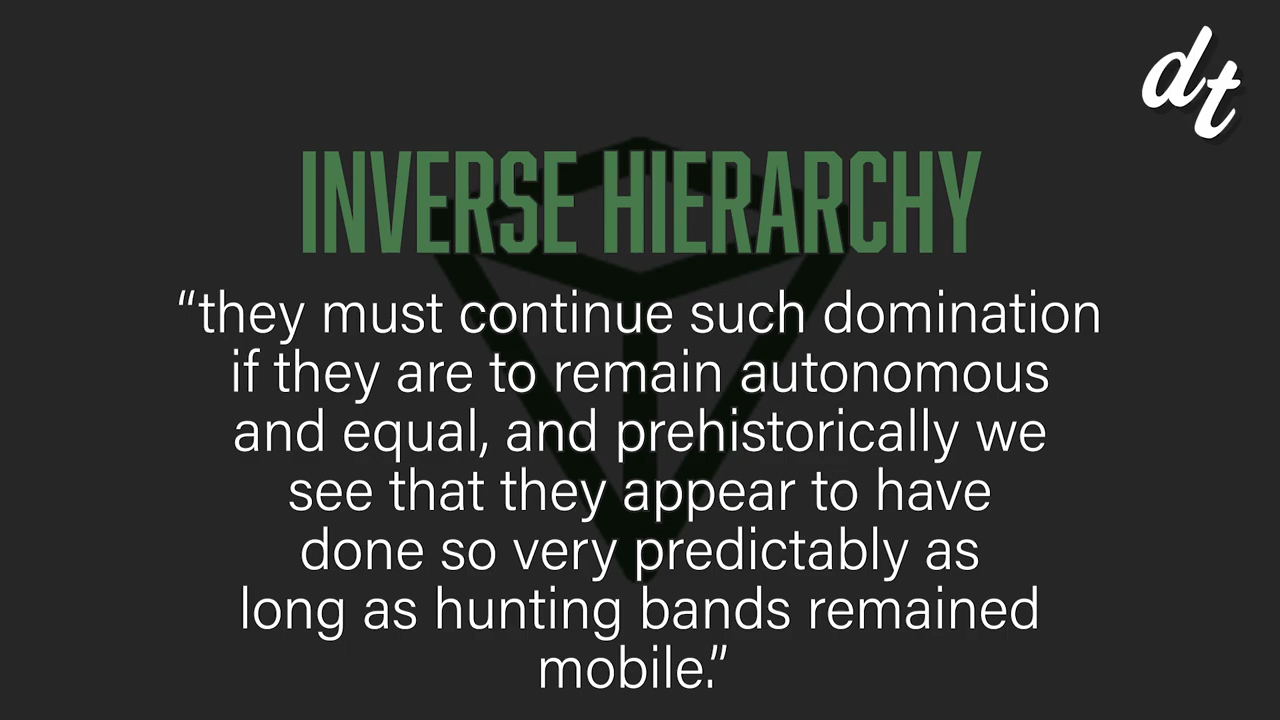 dt
INVERSE HIERARCHY
“they must continue such domination
if they are to remain autonomous
and equal, and prehistorically we
see that they appear to have
done so very predictably as
long as hunting bands remained
mobile.”